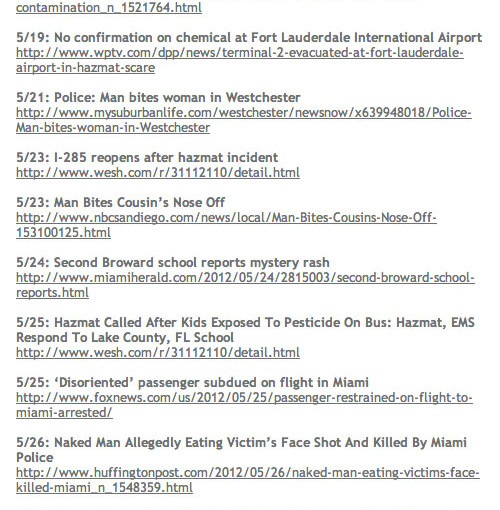 contamination_n_1521764.html
5/19: No confirmation on chemical at Fort Lauderdale International Airport
http://www.wptv.com/dpp/news/terminal-2-evacuated-at-fort-lauderdale-
airport-in-hazmat-scare
5/21: Police: Man bites woman in Westchester
http://www.mysuburbanlife.com/westchester/newsnow/x639948018/Police-
Man-bites-woman-in-Westchester
5/23: I-285 reopens after hazmat incident
http://www.wesh.com/r/31112110/detail.html
5/23: Man Bites Cousin’s Nose Off
http://www.nbcsandiego.com/news/local/Man-Bites-Cousins-Nose-Off-
153100125.html
5/24: Second Broward school reports mystery rash
http://www.miamiherald.com/2012/05/24/2815003/second-broward-school-
reports.html
5/25: Hazmat Called After Kids Exposed To Pesticide On Bus: Hazmat, EMS
Respond To Lake County, FL School
http://www.wesh.com/r/31112110/detail.html
5/25: ‘Disoriented’ passenger subdued on flight in Miami
http://www.foxnews.com/us/2012/05/25/passenger-restrained-on-flight-to-
miami-arrested/
5/26: Naked Man Allegedly Eating Victim’s Face Shot And Killed By Miami
Police
http://www.huffingtonpost.com/2012/05/26/naked-man-eating-victims-face-
killed-miami_n_1548359.html